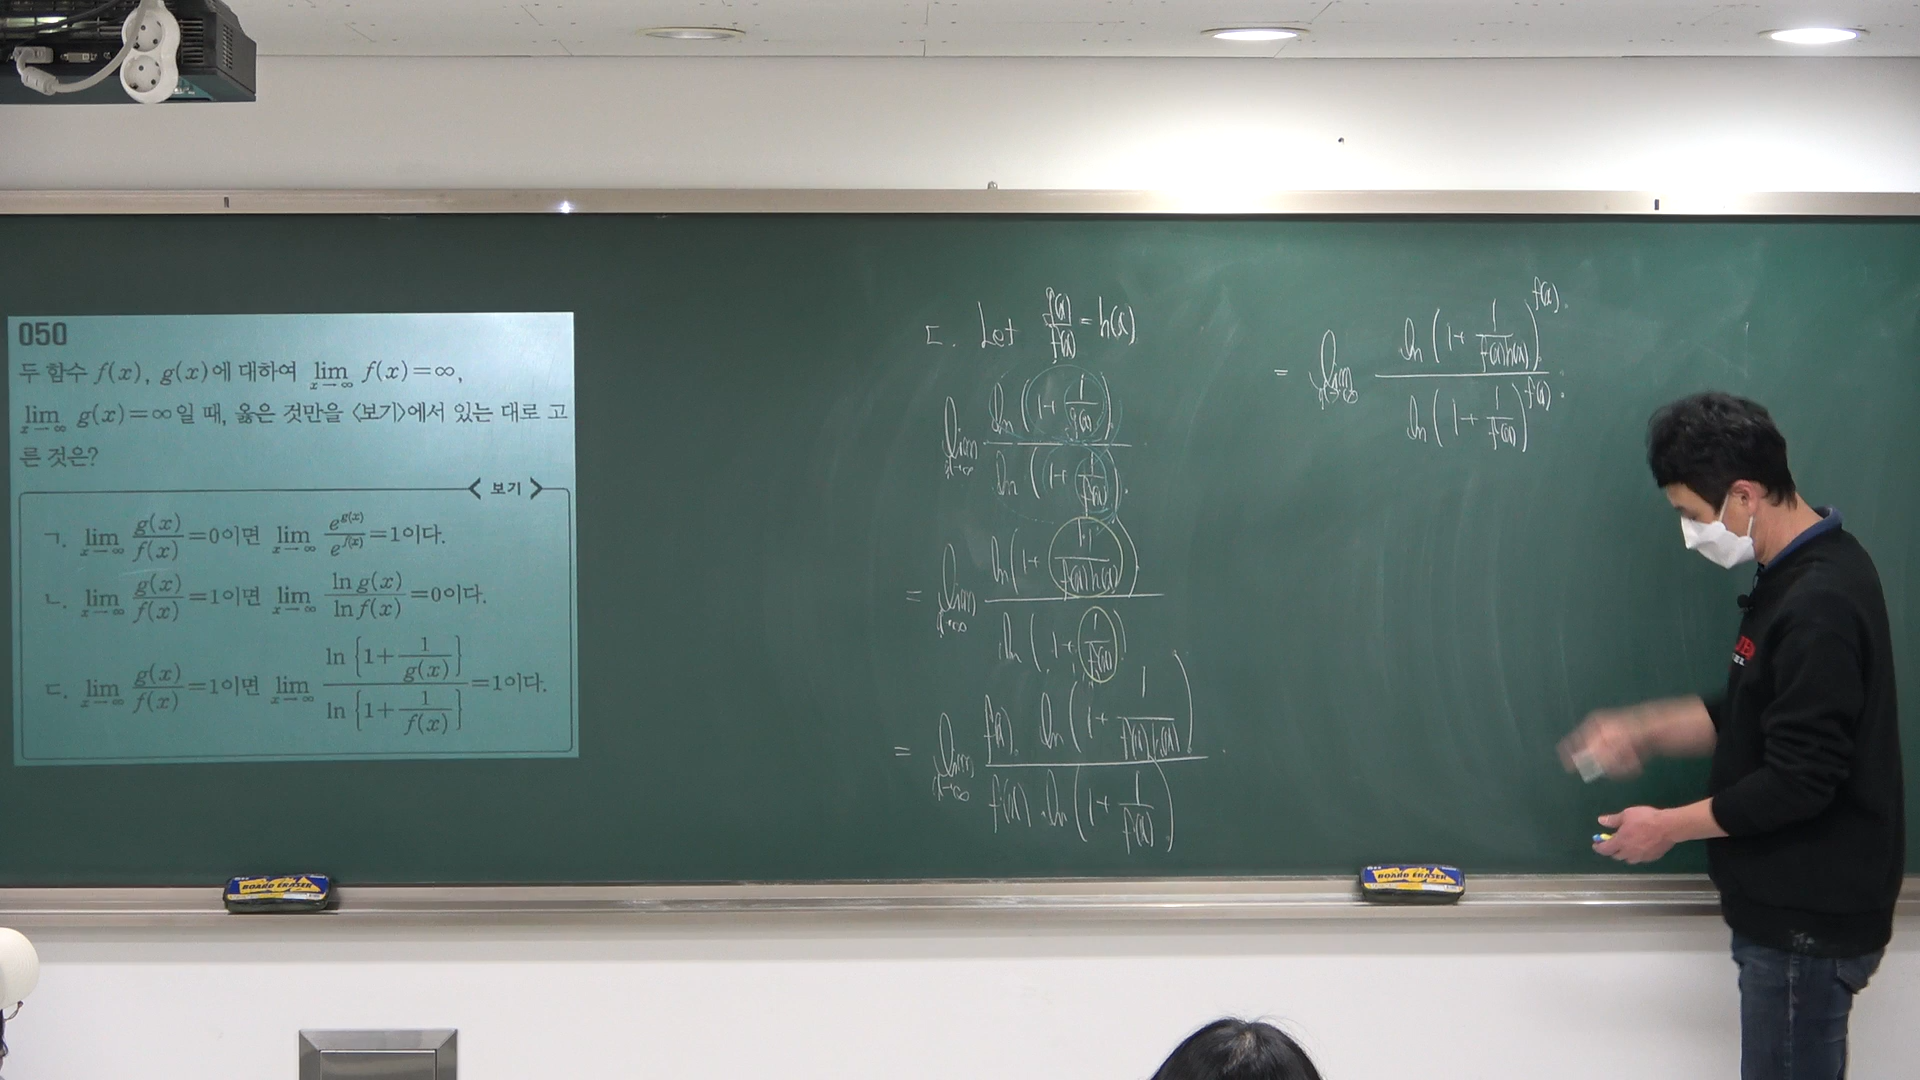 050
두 함수 f(x), g(x)에 대하여 lim_{x→∞} f(x)=∞,
lim_{x→∞} g(x)=∞일 때, 옳은 것만을 〈보기〉에서 있는 대로 고
른 것은?
〈보기〉
ㄱ. lim_{x→∞} g(x)/f(x)=0이면 lim_{x→∞} e^{g(x)}/e^{f(x)}=1이다.
ㄴ. lim_{x→∞} g(x)/f(x)=1이면 lim_{x→∞} ln g(x)/ln f(x)=0이다.
ㄷ. lim_{x→∞} g(x)/f(x)=1이면 lim_{x→∞} ln{1+1/g(x)}/ln{1+1/f(x)}=1이다.
ㄷ. Let g(x)/f(x) = h(x)
lim_{x→∞} ln(1+1/g(x))/ln(1+1/f(x))
= lim_{x→∞} ln(1+1/(f(x)h(x)))/ln(1+1/f(x))
= lim_{x→∞} f(x) ln(1+1/(f(x)h(x)))/(f(x) ln(1+1/f(x)))
= lim_{x→∞} ln(1+1/(f(x)h(x)))^{f(x)}/ln(1+1/f(x))^{f(x)}
BOARD ERASER
BOARD ERASER